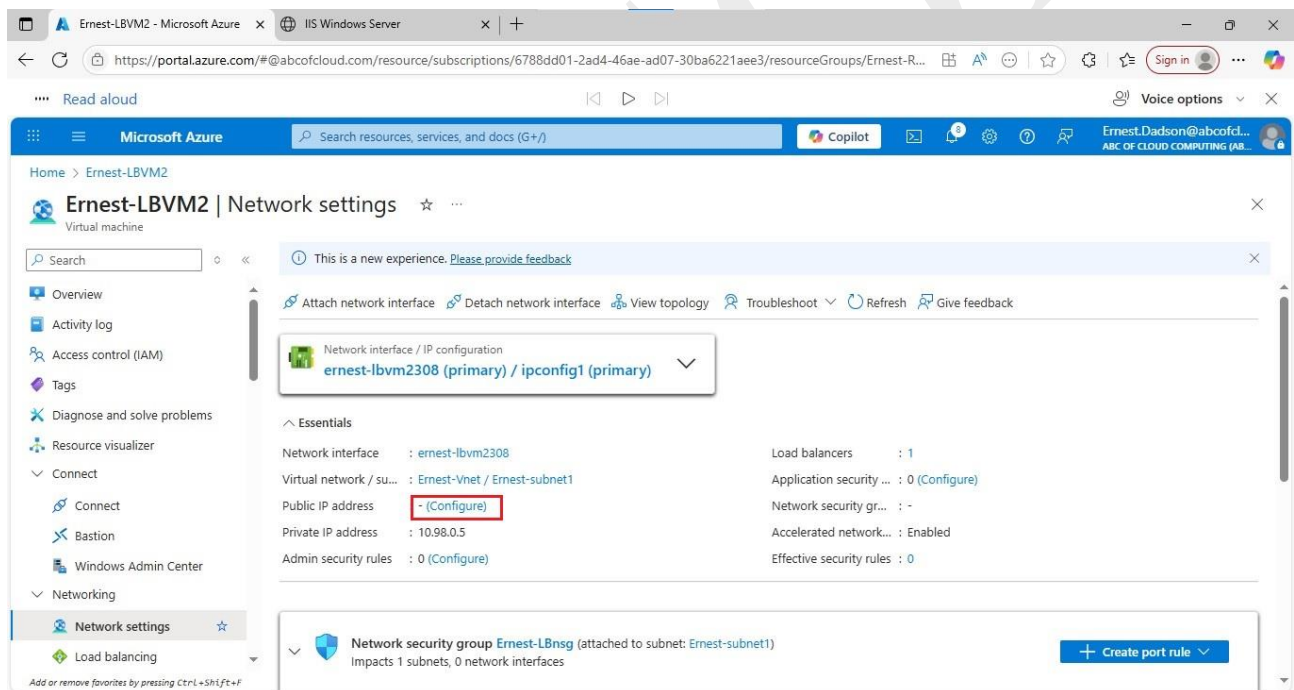 Ernest-LBVM2 - Microsoft Azure
IIS Windows Server
https://portal.azure.com/#@abcofcloud.com/resource/subscriptions/6788dd01-2ad4-46ae-ad07-30ba6221aee3/resourceGroups/Ernest-R...
Sign in
Read aloud
Voice options
Microsoft Azure
Search resources, services, and docs (G+/)
Copilot
8
Ernest.Dadson@abcofcl...
ABC OF CLOUD COMPUTING (AB...
Home > Ernest-LBVM2
Ernest-LBVM2 | Network settings
Virtual machine
Search
Overview
Activity log
Access control (IAM)
Tags
Diagnose and solve problems
Resource visualizer
Connect
Connect
Bastion
Windows Admin Center
Networking
Network settings
Load balancing
Add or remove favorites by pressing Ctrl+Shift+F
This is a new experience. Please provide feedback
Attach network interface Detach network interface View topology Troubleshoot Refresh Give feedback
Network interface / IP configuration
ernest-lbvm2308 (primary) / ipconfig1 (primary)
Essentials
Network interface : ernest-lbvm2308
Virtual network / su... : Ernest-Vnet / Ernest-subnet1
Public IP address : - (Configure)
Private IP address : 10.98.0.5
Admin security rules : 0 (Configure)
Load balancers : 1
Application security ... : 0 (Configure)
Network security gr... : -
Accelerated network... : Enabled
Effective security rules : 0
Network security group Ernest-LBnsg (attached to subnet: Ernest-subnet1)
Impacts 1 subnets, 0 network interfaces
+ Create port rule